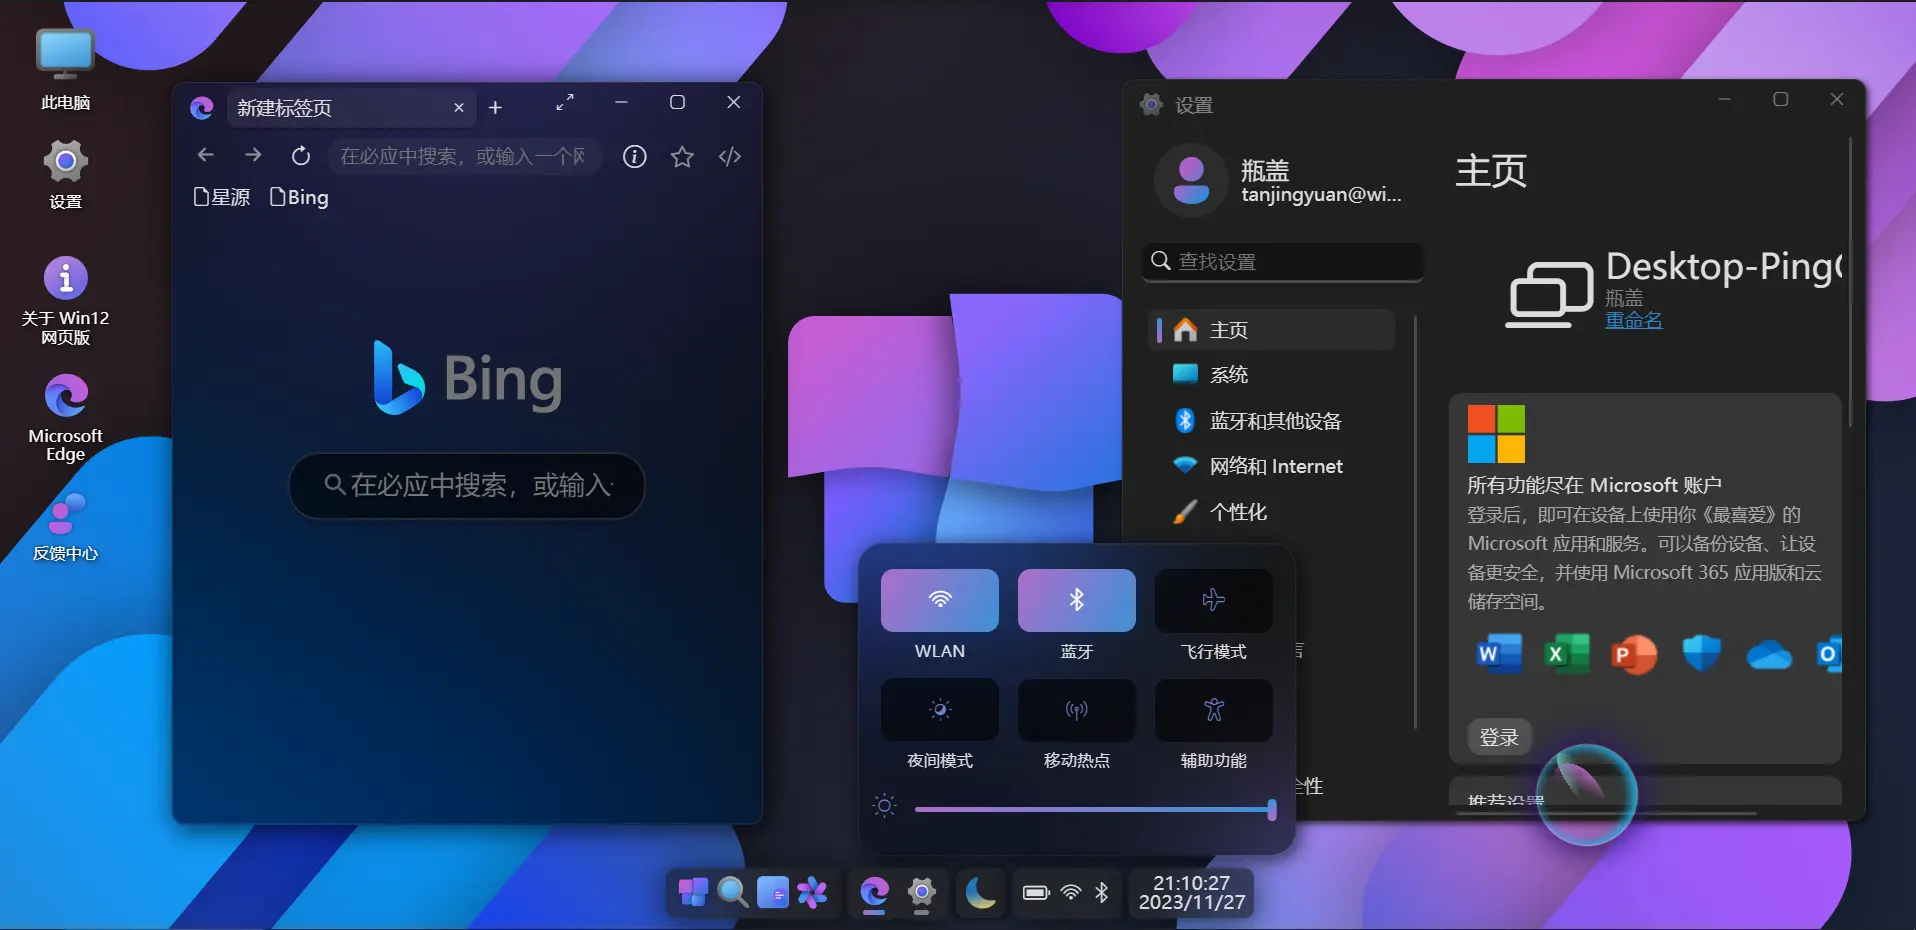 此电脑
设置
关于 Win12
网页版
Microsoft
Edge
反馈中心
新建标签页
在必应中搜索，或输入一个网
星源
Bing
Bing
在必应中搜索，或输入
设置
瓶盖
tanjingyuan@wi...
查找设置
主页
系统
蓝牙和其他设备
网络和 Internet
个性化
言
全性
主页
Desktop-Ping
瓶盖
重命名
所有功能尽在 Microsoft 账户
登录后，即可在设备上使用你《最喜爱》的
Microsoft 应用和服务。可以备份设备、让设
备更安全，并使用 Microsoft 365 应用版和云
储存空间。
W
X
P
O
登录
推荐设置
WLAN
蓝牙
飞行模式
夜间模式
移动热点
辅助功能
21:10:27
2023/11/27